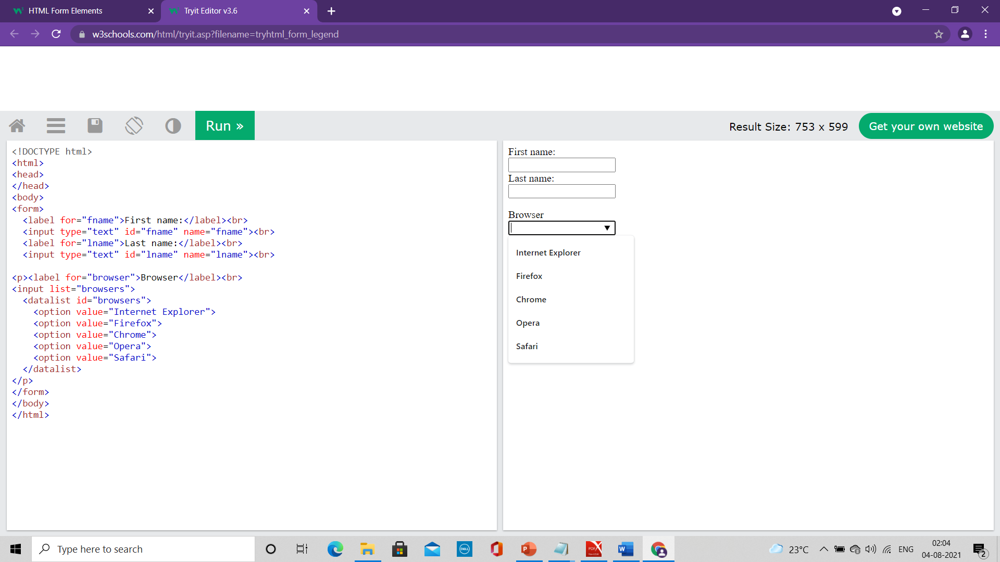 HTML Form Elements
Tryit Editor v3.6
w3schools.com/html/tryit.asp?filename=tryhtml_form_legend
Run »
Result Size: 753 x 599
Get your own website
<!DOCTYPE html>
<html>
<head>
</head>
<body>
<form>
  <label for="fname">First name:</label><br>
  <input type="text" id="fname" name="fname"><br>
  <label for="lname">Last name:</label><br>
  <input type="text" id="lname" name="lname"><br>

<p><label for="browser">Browser</label><br>
<input list="browsers">
  <datalist id="browsers">
    <option value="Internet Explorer">
    <option value="Firefox">
    <option value="Chrome">
    <option value="Opera">
    <option value="Safari">
  </datalist>
</p>
</form>
</body>
</html>
First name:
Last name:
Browser
Internet Explorer
Firefox
Chrome
Opera
Safari
Type here to search
DELL
P
PDF
W
23°C
ENG
02:04
04-08-2021
2